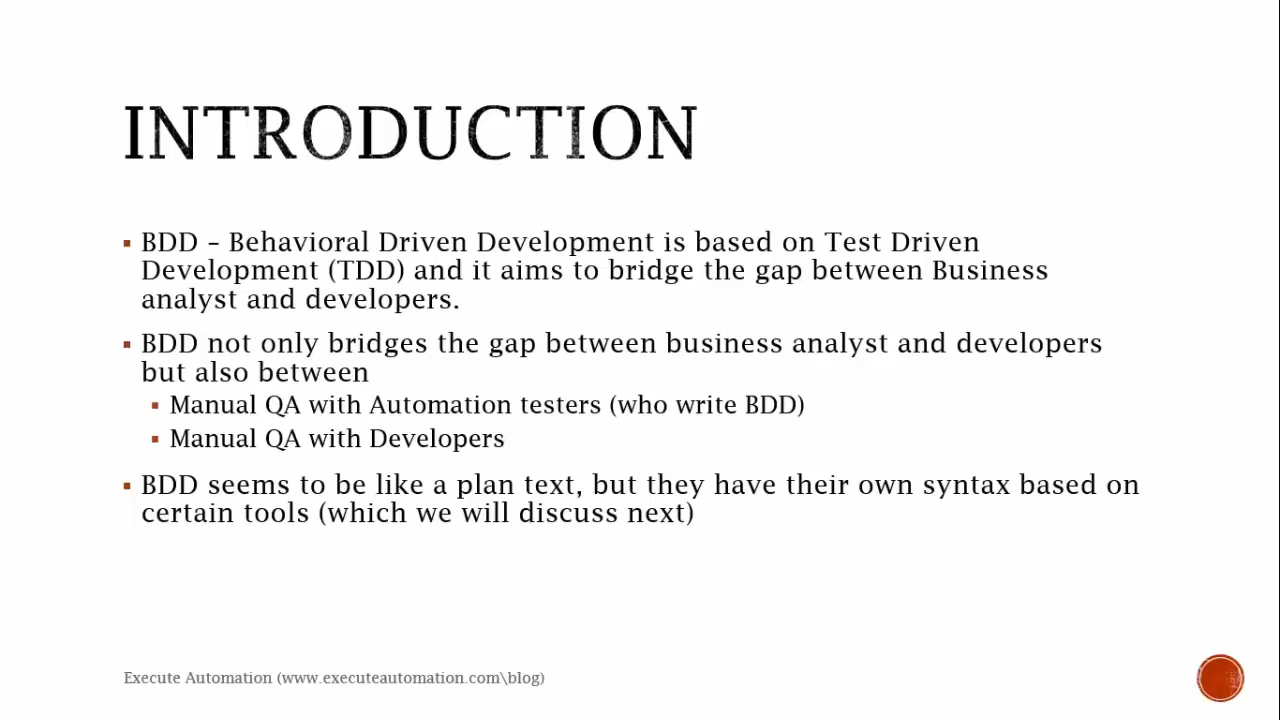 INTRODUCTION
▪ BDD – Behavioral Driven Development is based on Test Driven
Development (TDD) and it aims to bridge the gap between Business
analyst and developers.
▪ BDD not only bridges the gap between business analyst and developers
but also between
▪ Manual QA with Automation testers (who write BDD)
▪ Manual QA with Developers
▪ BDD seems to be like a plan text, but they have their own syntax based on
certain tools (which we will discuss next)
Execute Automation (www.executeautomation.com\blog)